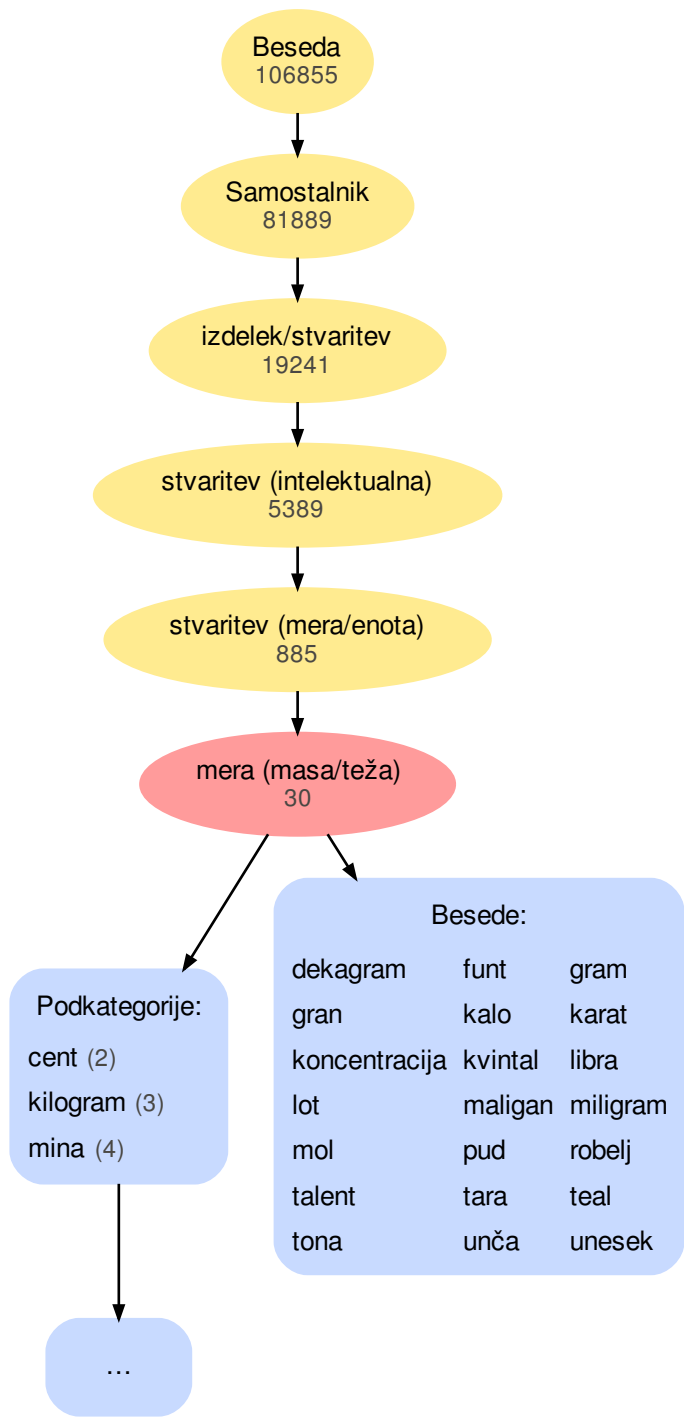 Beseda
106855
Samostalnik
81889
izdelek/stvaritev
19241
stvaritev (intelektualna)
5389
stvaritev (mera/enota)
885
mera (masa/teža)
30
Podkategorije:
cent (2)
kilogram (3)
mina (4)
...
Besede:
dekagram funt gram
gran kalo karat
koncentracija kvintal libra
lot maligan miligram
mol pud robelj
talent tara teal
tona unča unesek